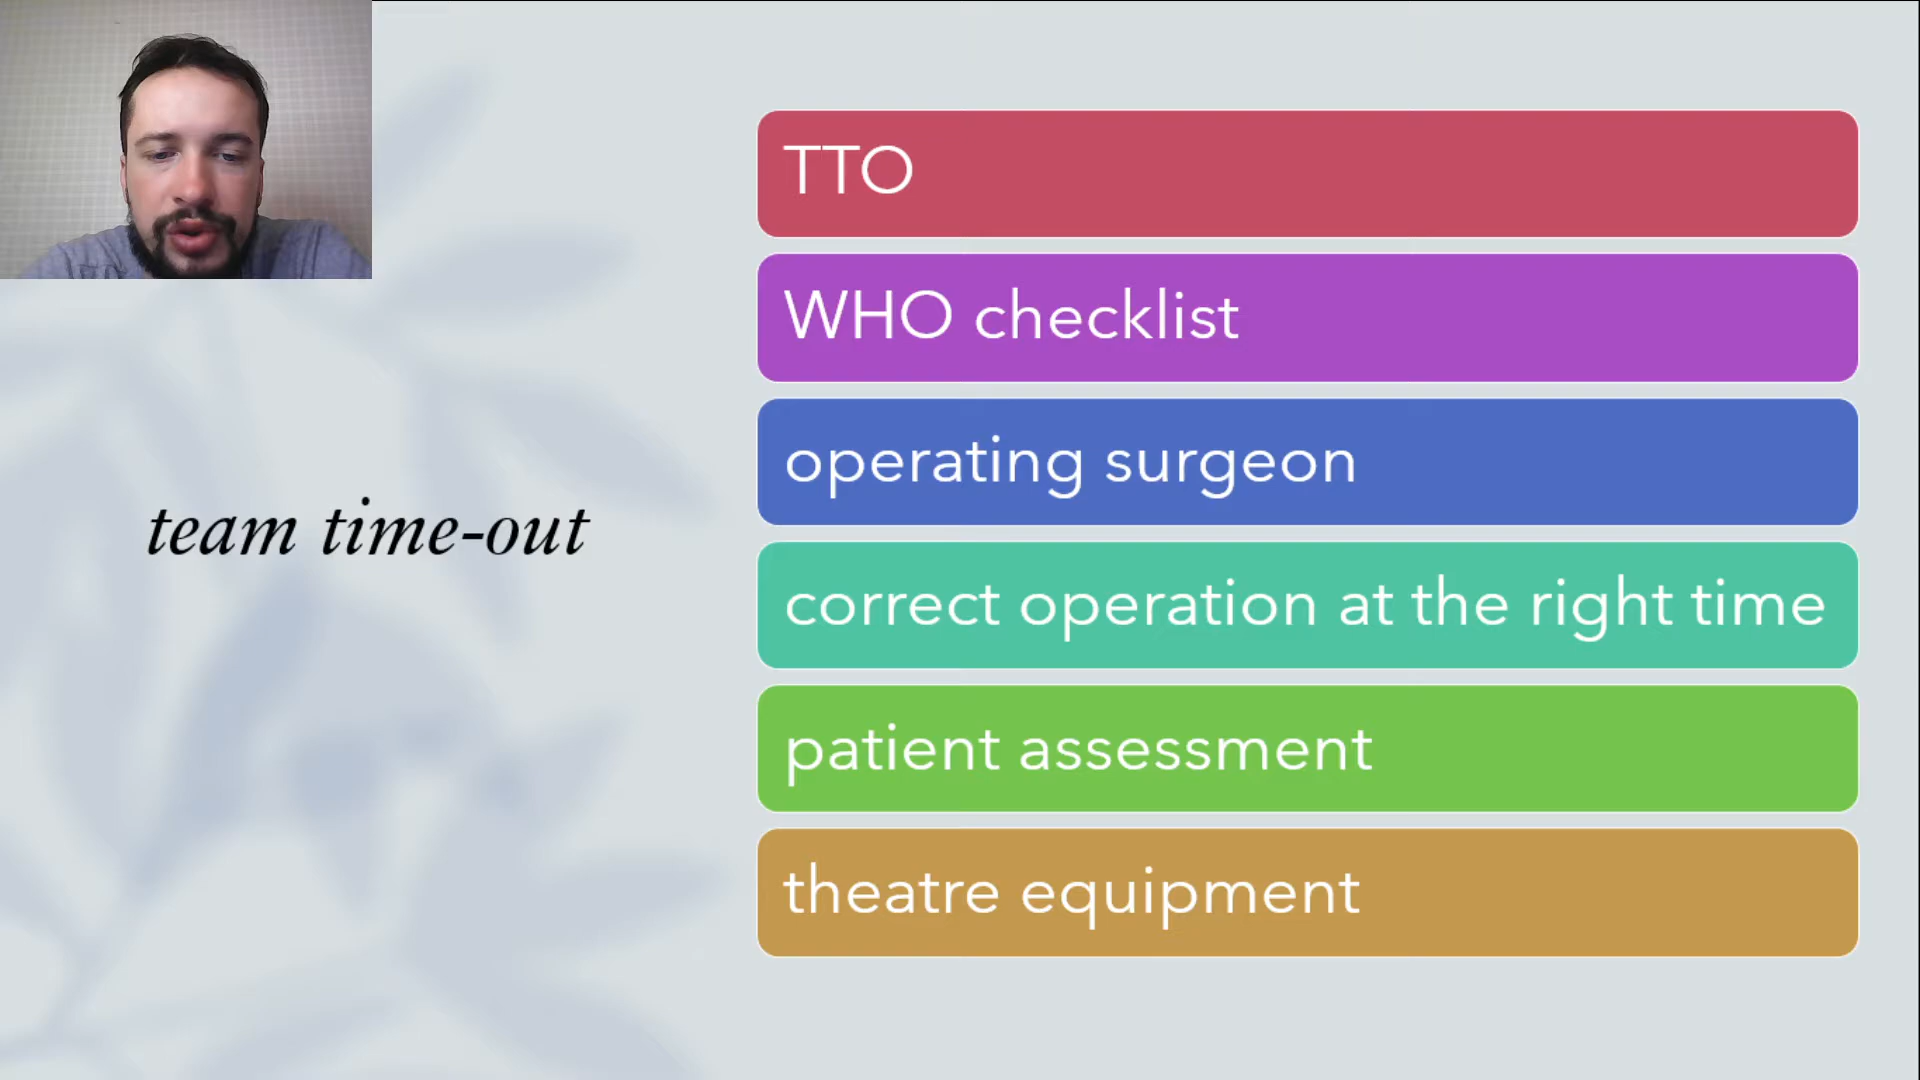 team time-out
TTO
WHO checklist
operating surgeon
correct operation at the right time
patient assessment
theatre equipment